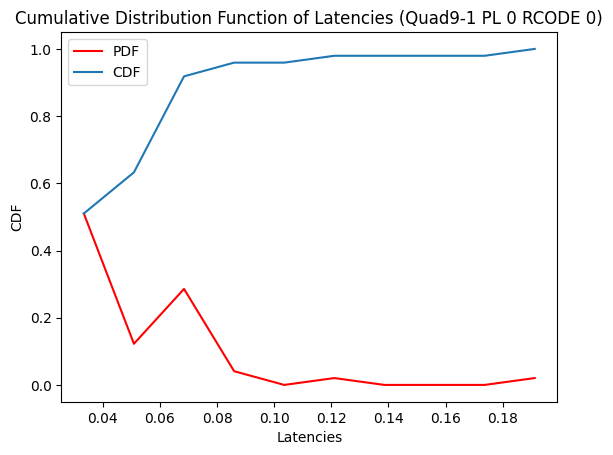 Cumulative Distribution Function of Latencies (Quad9-1 PL 0 RCODE 0)
PDF
CDF
1.0
0.8
0.6
0.4
0.2
0.0
CDF
0.04 0.06 0.08 0.10 0.12 0.14 0.16 0.18
Latencies